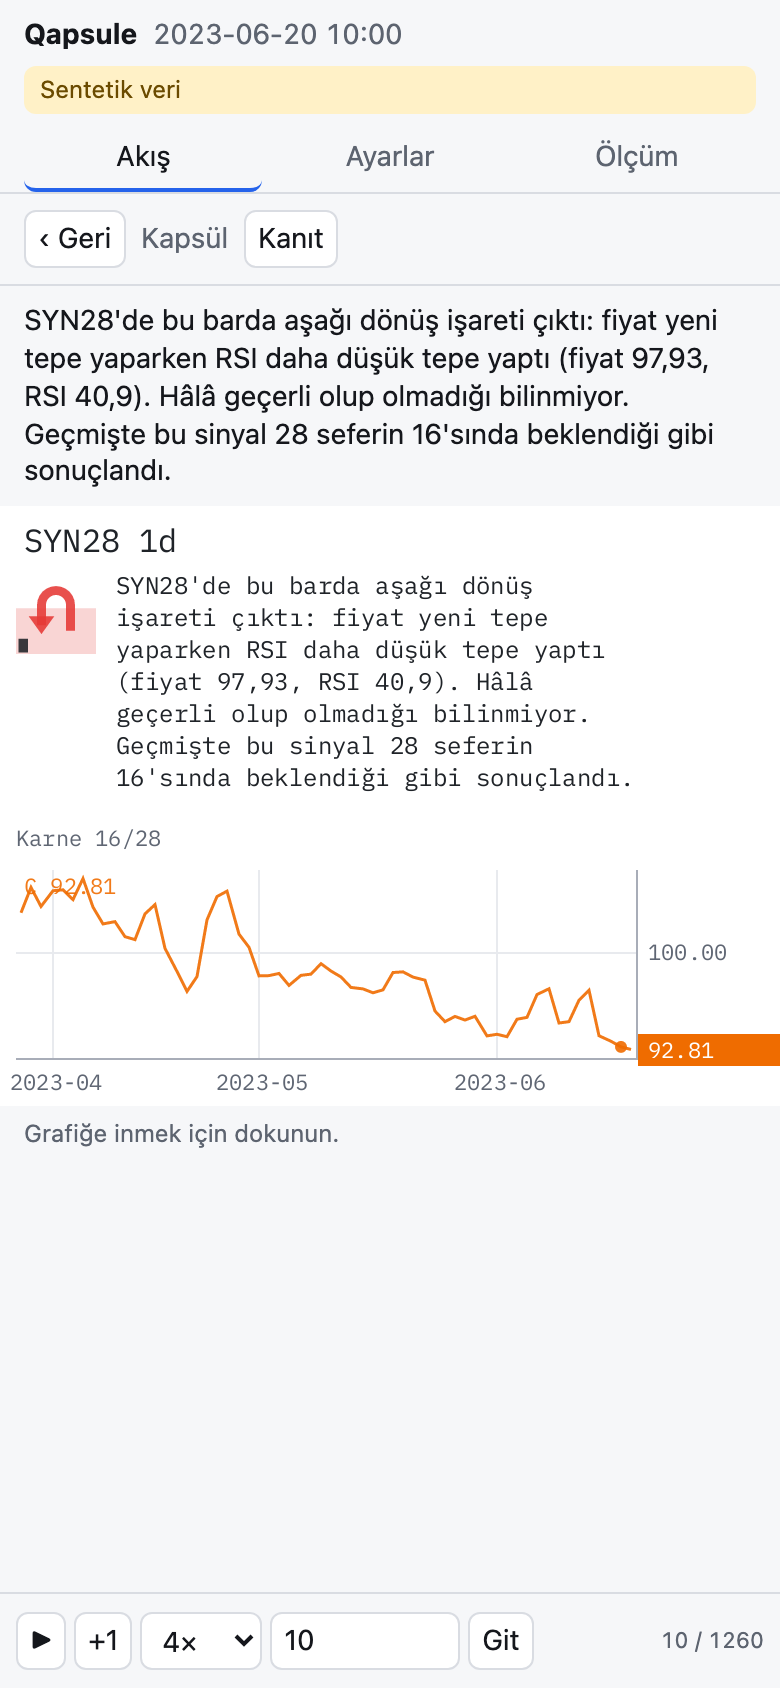 Qapsule 2023-06-20 10:00
Sentetik veri
Akış Ayarlar Ölçüm
‹ Geri Kapsül Kanıt
SYN28'de bu barda aşağı dönüş işareti çıktı: fiyat yeni
tepe yaparken RSI daha düşük tepe yaptı (fiyat 97,93,
RSI 40,9). Hâlâ geçerli olup olmadığı bilinmiyor.
Geçmişte bu sinyal 28 seferin 16'sında beklendiği gibi
sonuçlandı.
SYN28 1d
SYN28'de bu barda aşağı dönüş
işareti çıktı: fiyat yeni tepe
yaparken RSI daha düşük tepe yaptı
(fiyat 97,93, RSI 40,9). Hâlâ
geçerli olup olmadığı bilinmiyor.
Geçmişte bu sinyal 28 seferin
16'sında beklendiği gibi sonuçlandı.
Karne 16/28
C 92.81
100.00
92.81
2023-04 2023-05 2023-06
Grafiğe inmek için dokunun.
+1 4× 10 Git 10 / 1260